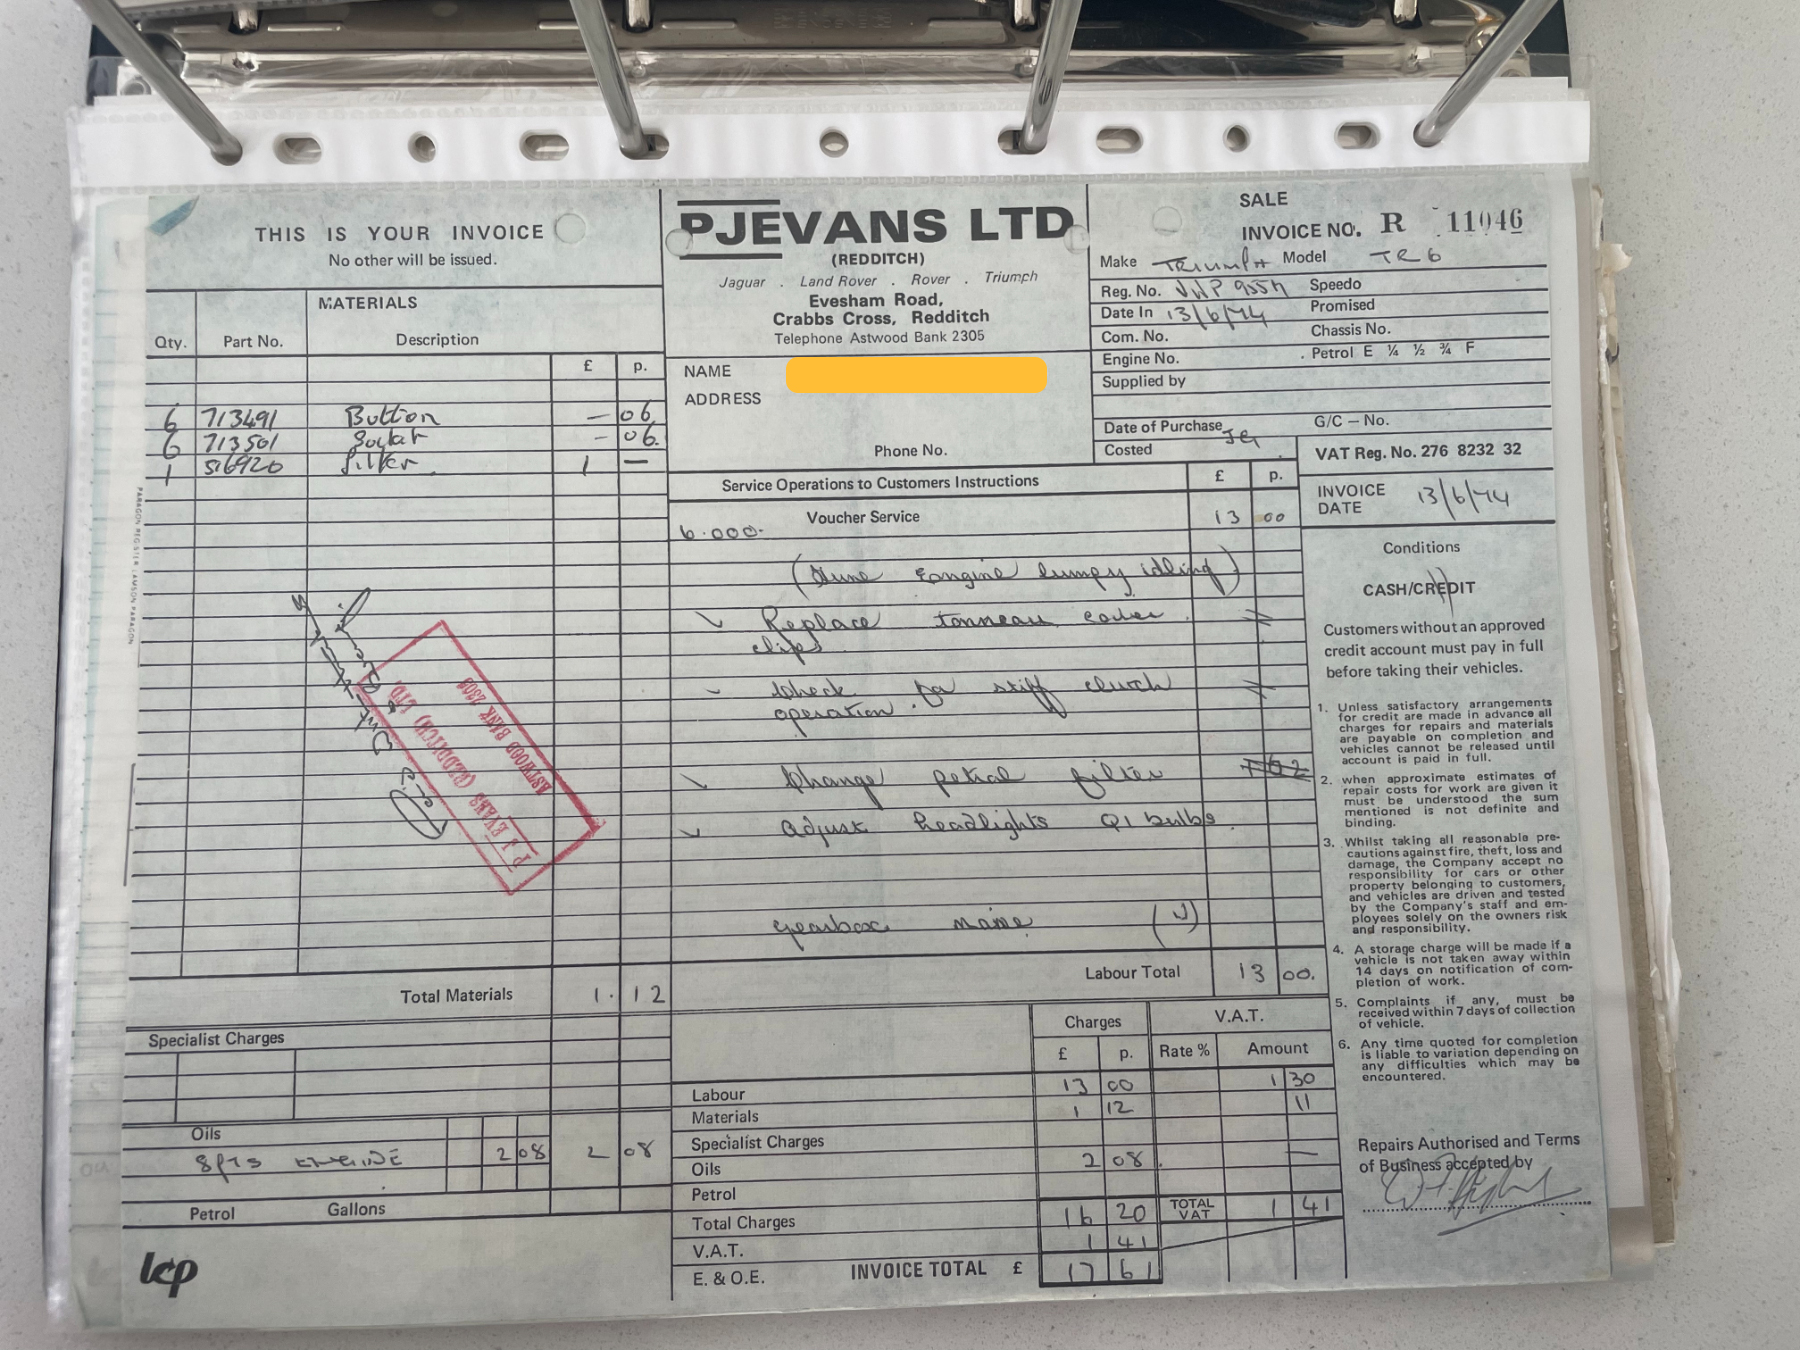 THIS IS YOUR INVOICE
No other will be issued.
MATERIALS
Qty. Part No. Description
£ p.
6 713491 Button – 06
6 713501 – 06.
1 516920 Filter 1 –
PARAGON REGISTER LAMSON PARAGON
P J EVANS (REDDITCH) LTD
ASTWOOD BANK 2305
Total Materials 1. 12
Specialist Charges
Oils
8 PTS ENGINE 2 08 2 08
Petrol Gallons
PJEVANS LTD
(REDDITCH)
Jaguar . Land Rover . Rover . Triumph
Evesham Road,
Crabbs Cross, Redditch
Telephone Astwood Bank 2305
NAME
ADDRESS
Phone No.
Service Operations to Customers Instructions £ p.
Voucher Service 13 00
6.000.
(Tune Engine lumpy idling)
Replace tonneau cover
clips
Check for stiff clutch
operation.
Change petrol filter
adjust headlights QI bulbs.
gearbox noise
Labour Total 13 00.
Charges V.A.T.
£ p. Rate % Amount
Labour 13 00 1 30
Materials 1 12 11
Specialist Charges
Oils 2 08. —
Petrol
Total Charges 16 20 TOTAL VAT 1 41
V.A.T. 1 41
E. & O.E. INVOICE TOTAL £ 17 61
SALE
INVOICE NO. R 11046
Make TRIUMPH Model TR6
Reg. No. Speedo
Date In 13/6/74 Promised
Com. No. Chassis No.
Engine No. . Petrol E ¼ ½ ¾ F
Supplied by
Date of Purchase G/C – No.
Costed
VAT Reg. No. 276 8232 32
INVOICE DATE 13/6/74
Conditions
CASH/CREDIT
Customers without an approved
credit account must pay in full
before taking their vehicles.
1. Unless satisfactory arrangements
for credit are made in advance all
charges for repairs and materials
are payable on completion and
vehicles cannot be released until
account is paid in full.
2. when approximate estimates of
repair costs for work are given it
must be understood the sum
mentioned is not definite and
binding.
3. Whilst taking all reasonable pre-
cautions against fire, theft, loss and
damage, the Company accept no
responsibility for cars or other
property belonging to customers,
and vehicles are driven and tested
by the Company's staff and em-
ployees solely on the owners risk
and responsibility.
4. A storage charge will be made if a
vehicle is not taken away within
14 days on notification of com-
pletion of work.
5. Complaints if any, must be
received within 7 days of collection
of vehicle.
6. Any time quoted for completion
is liable to variation depending on
any difficulties which may be
encountered.
Repairs Authorised and Terms
of Business accepted by